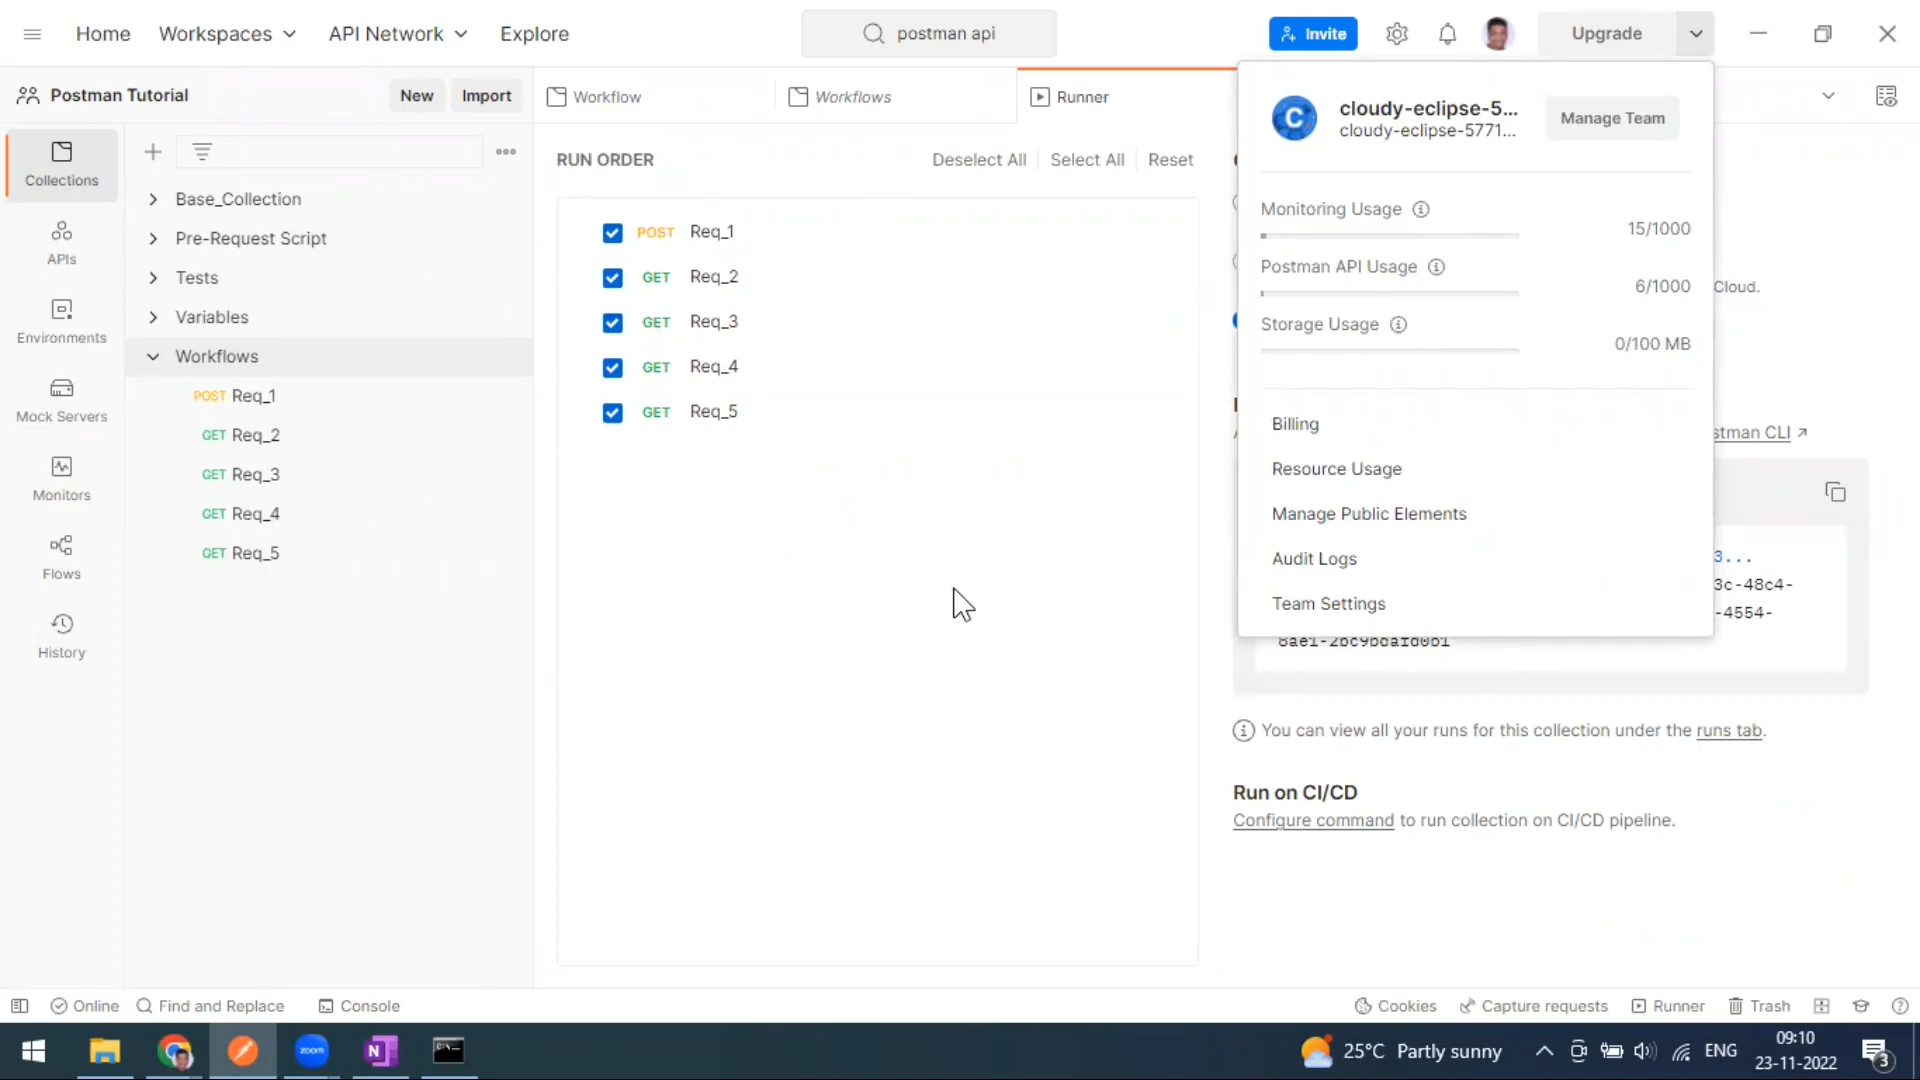 Home
Workspaces
API Network
Explore
postman api
Invite
Upgrade
Postman Tutorial
New
Import
Workflow
Workflows
Runner
Collections
APIs
Environments
Mock Servers
Monitors
Flows
History
Base_Collection
Pre-Request Script
Tests
Variables
Workflows
POST Req_1
GET Req_2
GET Req_3
GET Req_4
GET Req_5
RUN ORDER
Deselect All
Select All
Reset
POST Req_1
GET Req_2
GET Req_3
GET Req_4
GET Req_5
C
cloudy-eclipse-5...
cloudy-eclipse-5771...
Manage Team
Monitoring Usage
15/1000
Postman API Usage
6/1000
Storage Usage
0/100 MB
Billing
Resource Usage
Manage Public Elements
Audit Logs
Team Settings
Cloud.
stman CLI
3...
3c-48c4-
-4554-
8ae1-2bc9bdafd0b1
You can view all your runs for this collection under the runs tab.
Run on CI/CD
Configure command to run collection on CI/CD pipeline.
Online
Find and Replace
Console
Cookies
Capture requests
Runner
Trash
zoom
N
25°C Partly sunny
ENG
09:10
23-11-2022
3